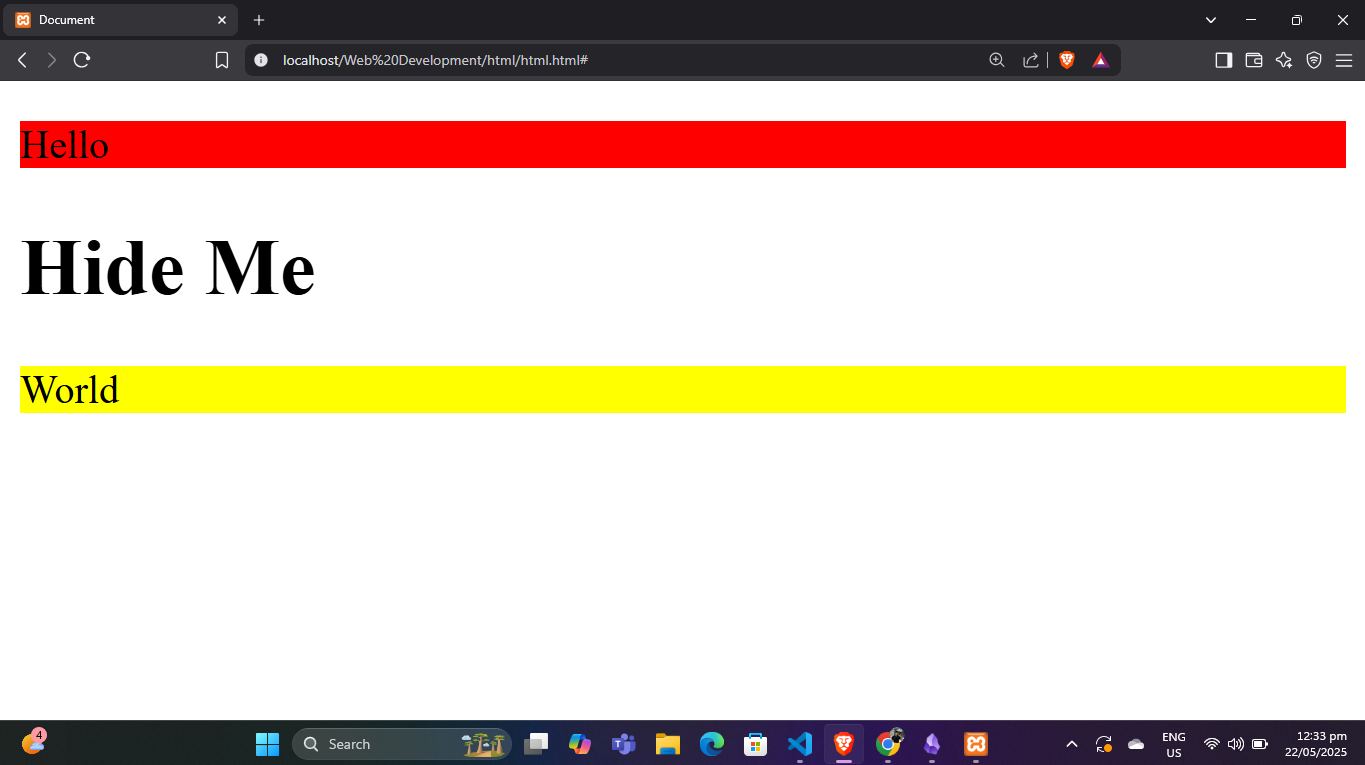 Document
localhost/Web%20Development/html/html.html#
Hello
Hide Me
World
4
Search
ENG
US
12:33 pm
22/05/2025